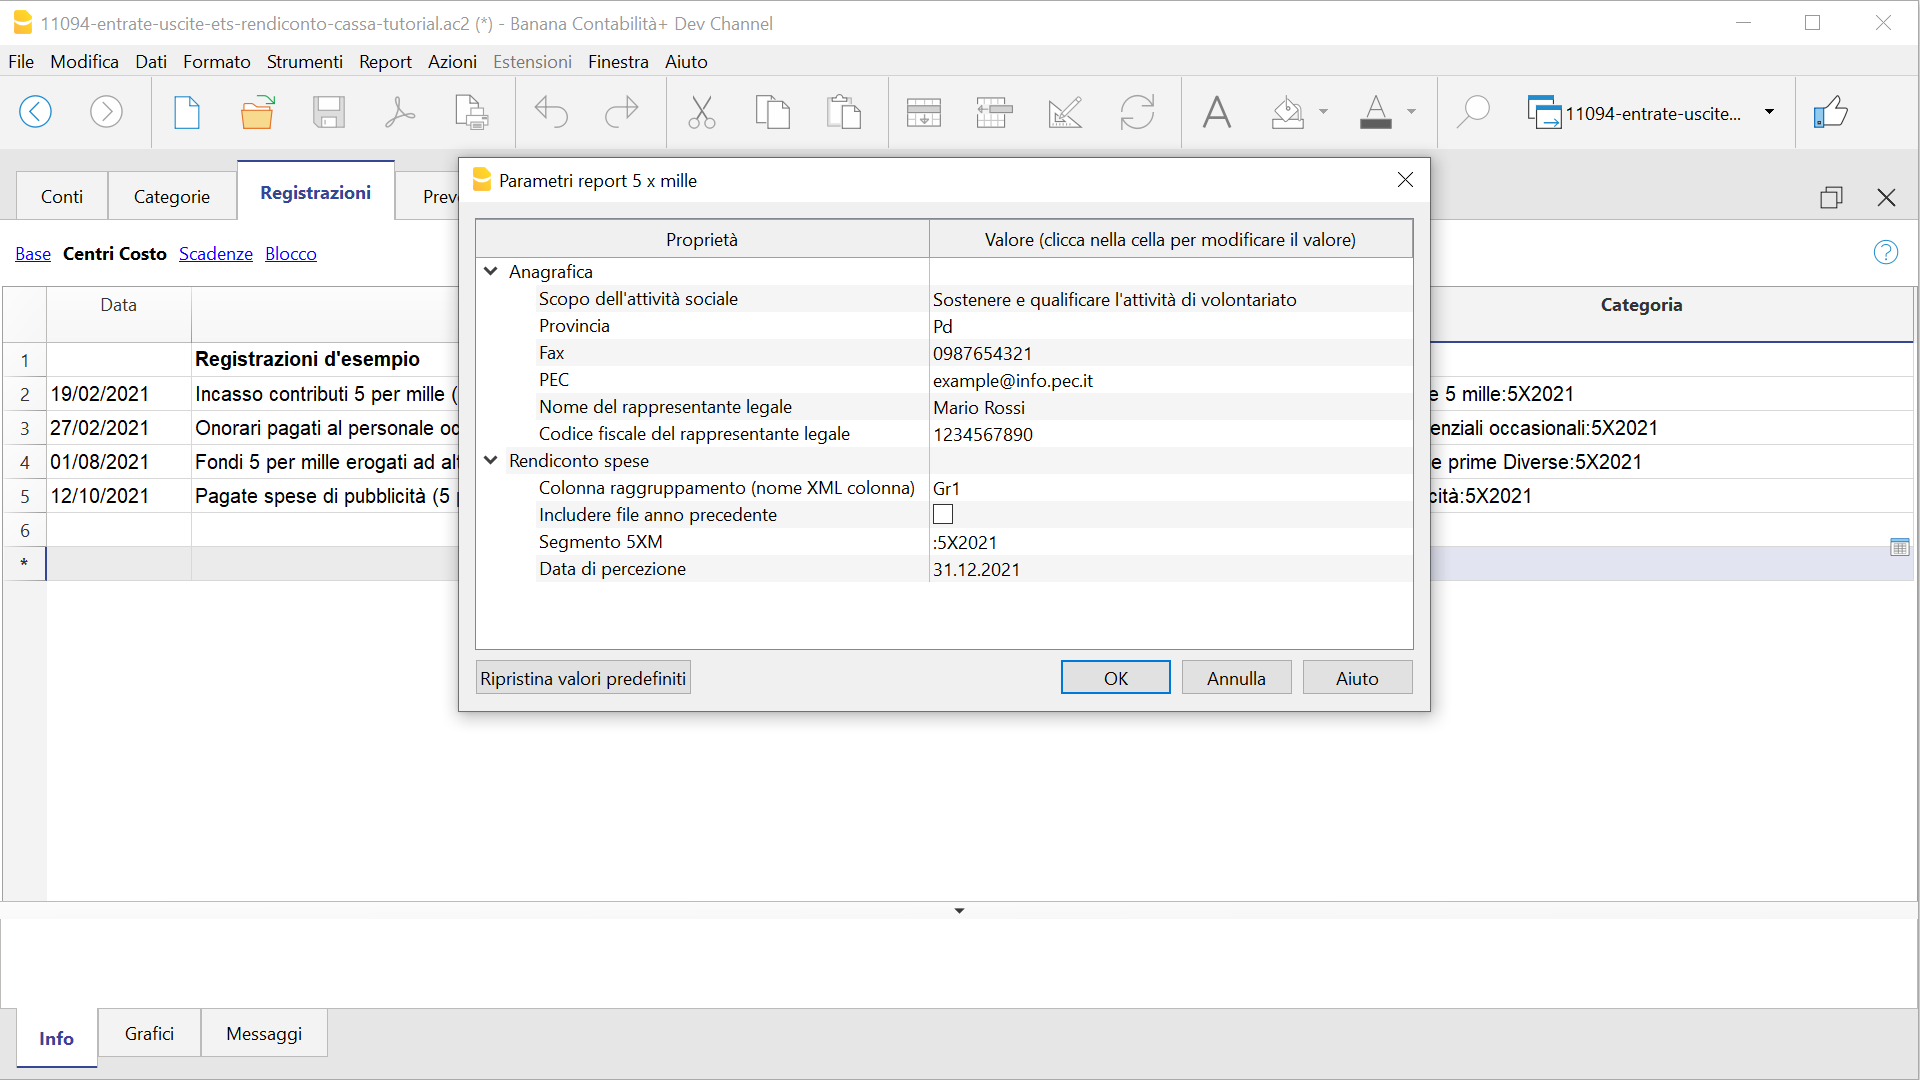 11094-entrate-uscite-ets-rendiconto-cassa-tutorial.ac2 (*) - Banana Contabilità+ Dev Channel
File Modifica Dati Formato Strumenti Report Azioni Estensioni Finestra Aiuto
11094-entrate-uscite...
Conti Categorie Registrazioni Prev
Base Centri Costo Scadenze Blocco
Data Categoria
1 Registrazioni d'esempio
2 19/02/2021 Incasso contributi 5 per mille ( e 5 mille:5X2021
3 27/02/2021 Onorari pagati al personale oc enziali occasionali:5X2021
4 01/08/2021 Fondi 5 per mille erogati ad alt e prime Diverse:5X2021
5 12/10/2021 Pagate spese di pubblicità (5 cità:5X2021
6
*
Parametri report 5 x mille
Proprietà Valore (clicca nella cella per modificare il valore)
Anagrafica
Scopo dell'attività sociale Sostenere e qualificare l'attività di volontariato
Provincia Pd
Fax 0987654321
PEC example@info.pec.it
Nome del rappresentante legale Mario Rossi
Codice fiscale del rappresentante legale 1234567890
Rendiconto spese
Colonna raggruppamento (nome XML colonna) Gr1
Includere file anno precedente
Segmento 5XM :5X2021
Data di percezione 31.12.2021
Ripristina valori predefiniti OK Annulla Aiuto
Info Grafici Messaggi